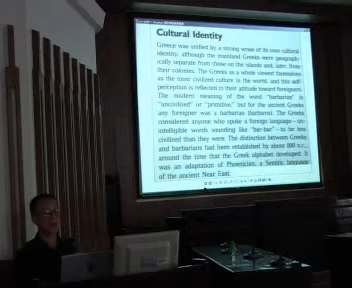 Cultural Identity
Greece was unified by a strong sense of its own cultural
identity, although the mainland Greeks were geograph-
ically separate from those on the islands and, later, from
their colonies. The Greeks as a whole viewed themselves
as the most civilized culture in the world, and this self-
perception is reflected in their attitude toward foreigners.
The modern meaning of the word "barbarian" is
"uncivilized" or "primitive," but for the ancient Greeks
any foreigner was a barbarian (barbaros). The Greeks
considered anyone who spoke a foreign language—un-
intelligible words sounding like "bar-bar"—to be less
civilized than they were. The distinction between Greeks
and barbarians had been established by about 800 B.C.,
around the time that the Greek alphabet developed. It
was an adaptation of Phoenician, a Semitic language
of the ancient Near East.